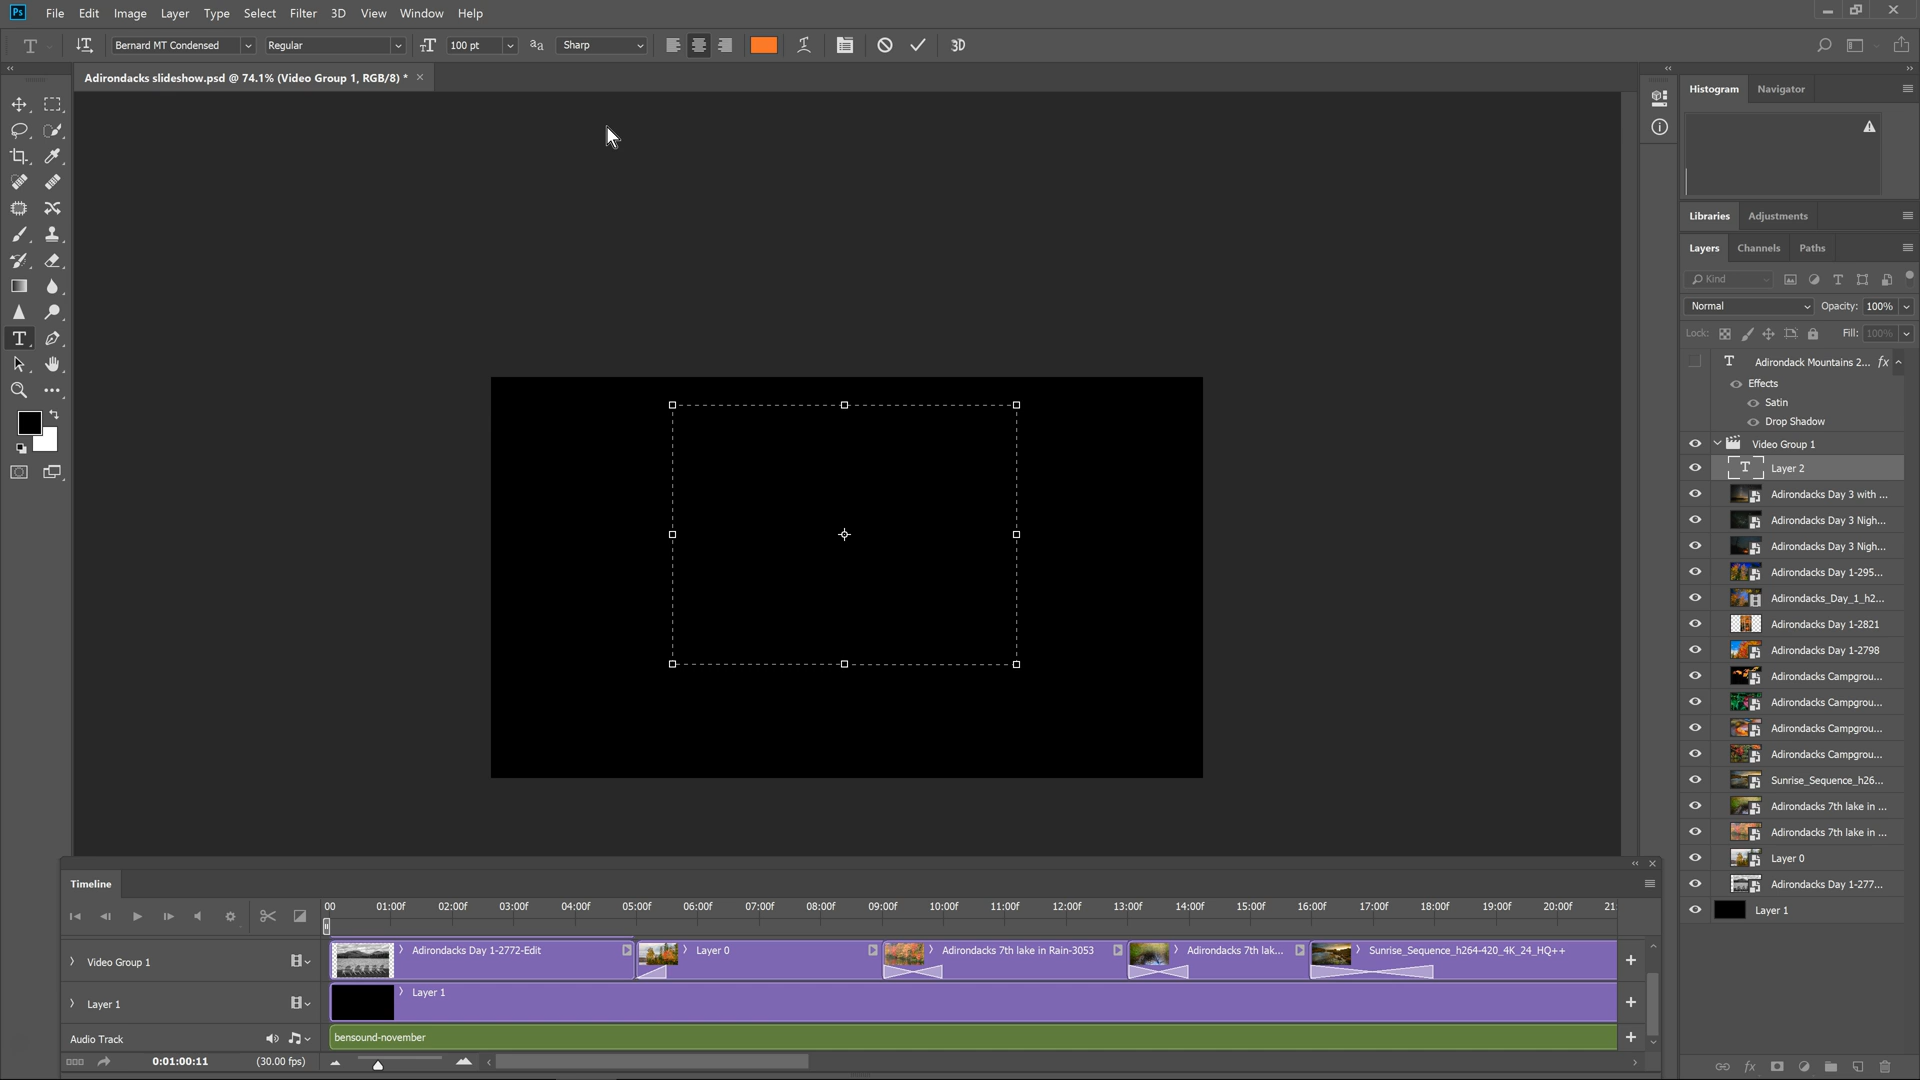 Ps File Edit Image Layer Type Select Filter 3D View Window Help
T Bernard MT Condensed Regular 100 pt aa Sharp 3D
Adirondacks slideshow.psd @ 74.1% (Video Group 1, RGB/8) * ×
Histogram Navigator
Libraries Adjustments
Layers Channels Paths
Kind
Normal Opacity: 100%
Lock: Fill: 100%
T Adirondack Mountains 2... fx
Effects
Satin
Drop Shadow
Video Group 1
T Layer 2
Adirondacks Day 3 with ...
Adirondacks Day 3 Nigh...
Adirondacks Day 3 Nigh...
Adirondacks Day 1-295...
Adirondacks_Day_1_h2...
Adirondacks Day 1-2821
Adirondacks Day 1-2798
Adirondacks Campgrou...
Adirondacks Campgrou...
Adirondacks Campgrou...
Adirondacks Campgrou...
Sunrise_Sequence_h26...
Adirondacks 7th lake in ...
Adirondacks 7th lake in ...
Layer 0
Adirondacks Day 1-277...
Layer 1
fx
Timeline
00 01:00f 02:00f 03:00f 04:00f 05:00f 06:00f 07:00f 08:00f 09:00f 10:00f 11:00f 12:00f 13:00f 14:00f 15:00f 16:00f 17:00f 18:00f 19:00f 20:00f 21:
Video Group 1 Adirondacks Day 1-2772-Edit Layer 0 Adirondacks 7th lake in Rain-3053 Adirondacks 7th lak... Sunrise_Sequence_h264-420_4K_24_HQ++
Layer 1 Layer 1
Audio Track bensound-november
0:01:00:11 (30.00 fps)